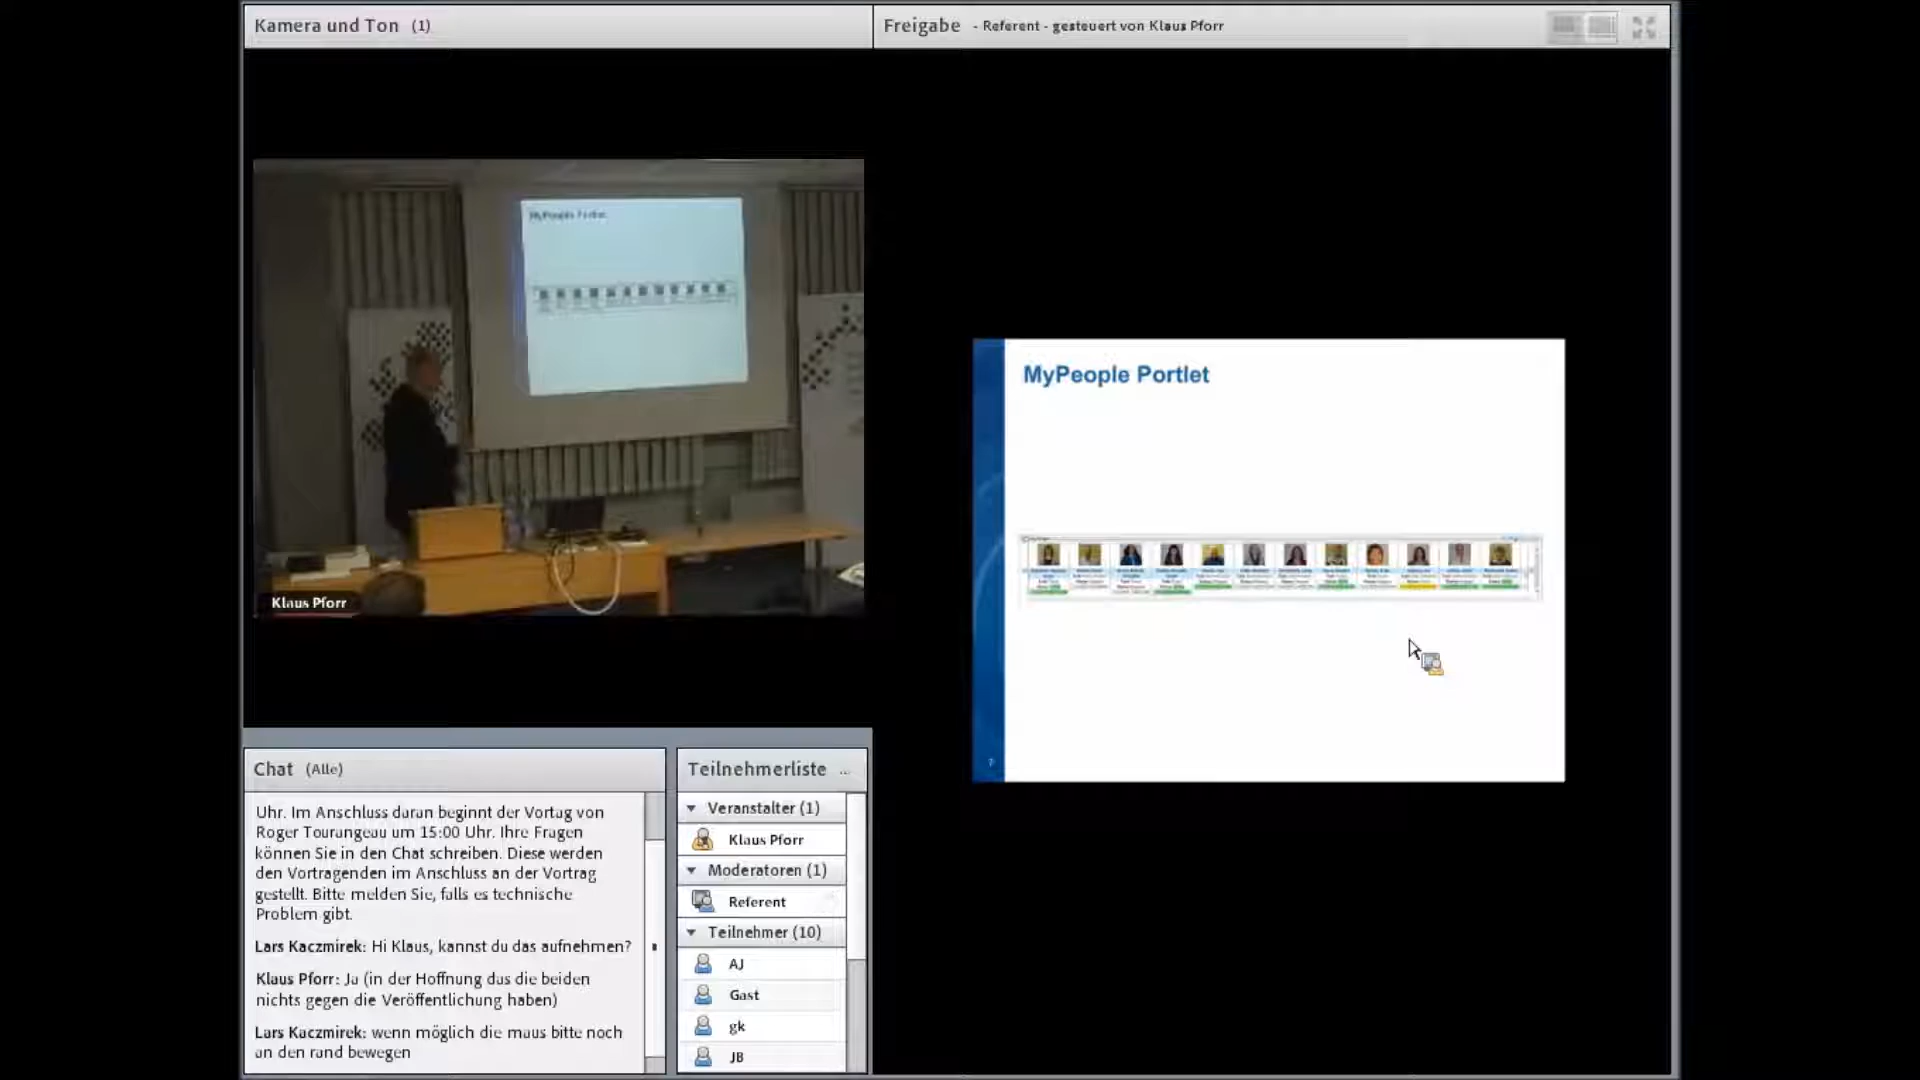 Kamera und Ton (1)
Freigabe - Referent - gesteuert von Klaus Pforr
MyPeople Portlet
Klaus Pforr
MyPeople Portlet
7
Chat (Alle)
Uhr. Im Anschluss daran beginnt der Vortag von
Roger Tourangeau um 15:00 Uhr. Ihre Fragen
können Sie in den Chat schreiben. Diese werden
den Vortragenden im Anschluss an der Vortrag
gestellt. Bitte melden Sie, falls es technische
Problem gibt.
Lars Kaczmirek: Hi Klaus, kannst du das aufnehmen?
Klaus Pforr: Ja (in der Hoffnung das die beiden
nichts gegen die Veröffentlichung haben)
Lars Kaczmirek: wenn möglich die maus bitte noch
an den rand bewegen
Teilnehmerliste ...
Veranstalter (1)
Klaus Pforr
Moderatoren (1)
Referent
Teilnehmer (10)
AJ
Gast
gk
JB